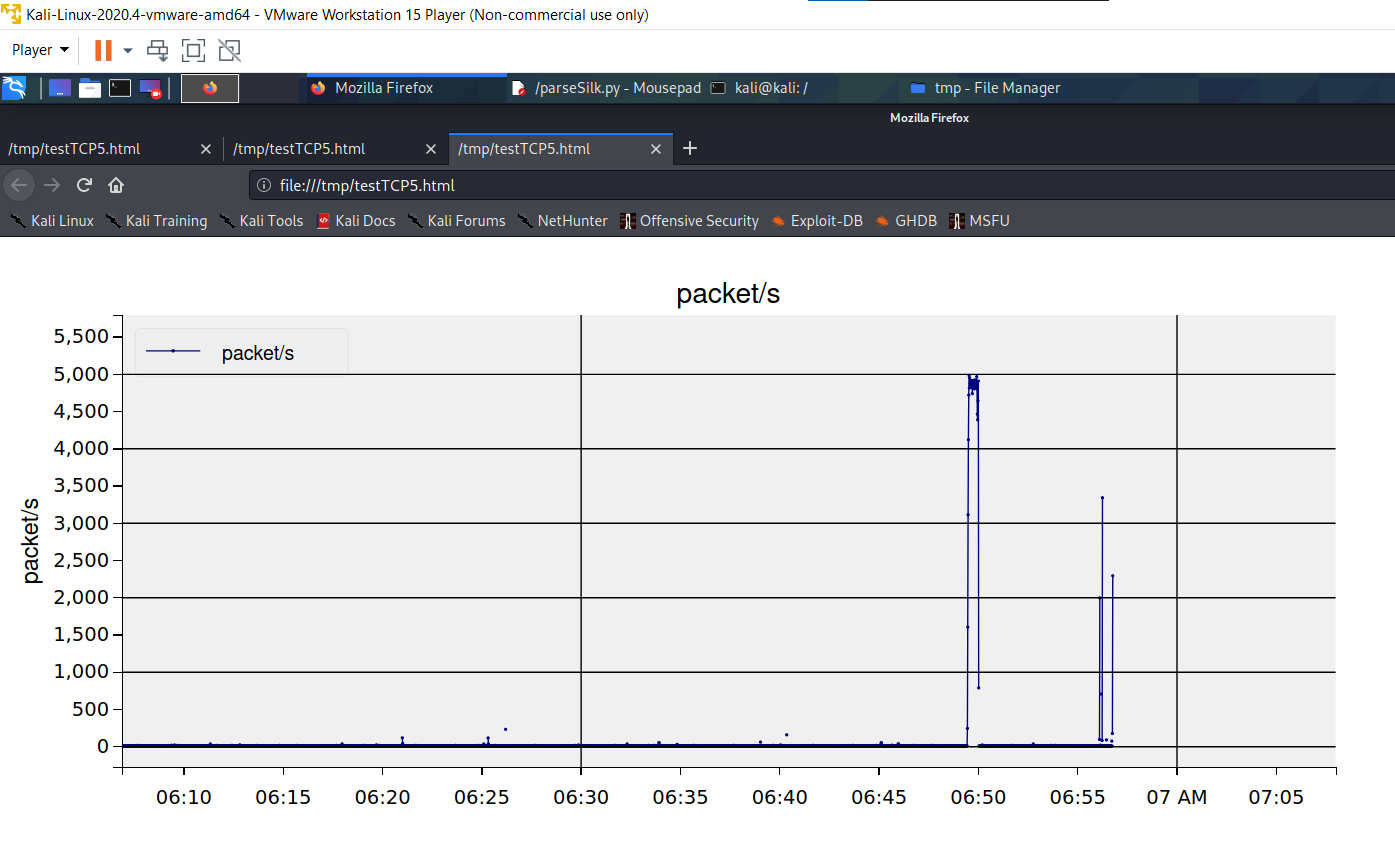 Kali-Linux-2020.4-vmware-amd64 - VMware Workstation 15 Player (Non-commercial use only)
Player
Mozilla Firefox /parseSilk.py - Mousepad kali@kali: / tmp - File Manager
Mozilla Firefox
/tmp/testTCP5.html /tmp/testTCP5.html /tmp/testTCP5.html
file:///tmp/testTCP5.html
Kali Linux Kali Training Kali Tools Kali Docs Kali Forums NetHunter Offensive Security Exploit-DB GHDB MSFU
packet/s
packet/s
packet/s
5,500
5,000
4,500
4,000
3,500
3,000
2,500
2,000
1,500
1,000
500
0
06:10 06:15 06:20 06:25 06:30 06:35 06:40 06:45 06:50 06:55 07 AM 07:05